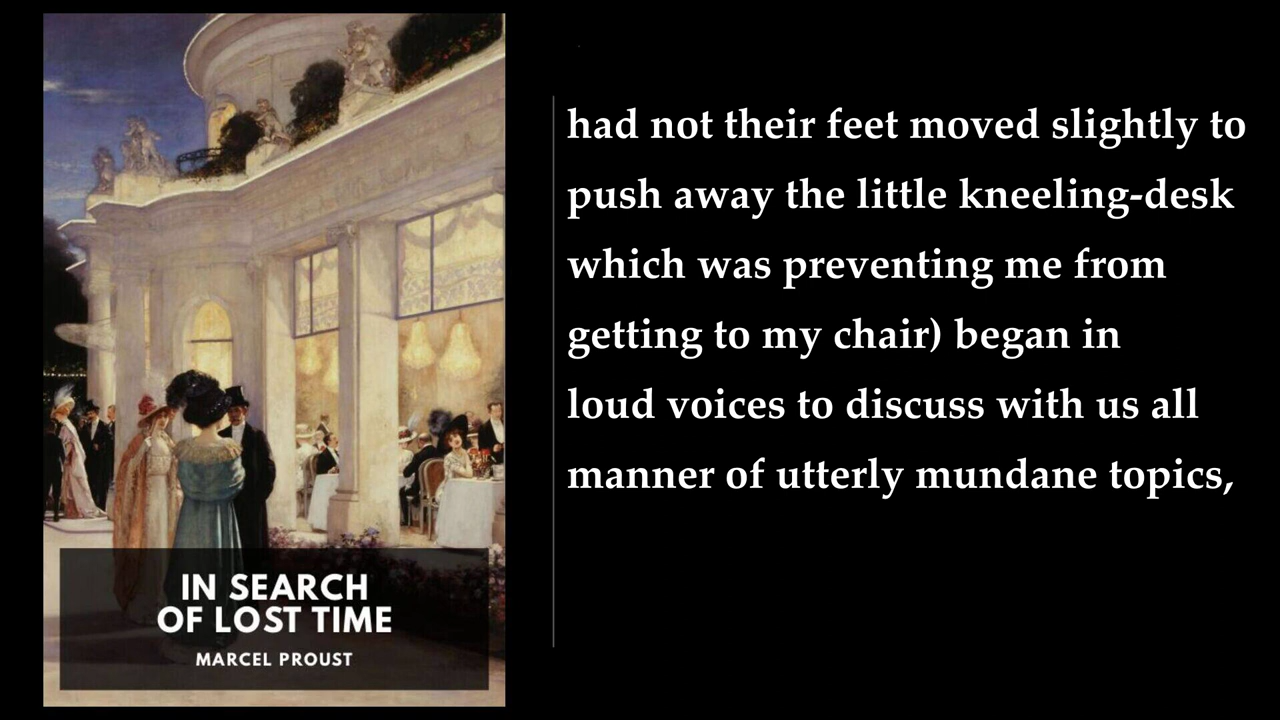 had not their feet moved slightly to
push away the little kneeling-desk
which was preventing me from
getting to my chair) began in
loud voices to discuss with us all
manner of utterly mundane topics,
IN SEARCH
OF LOST TIME
MARCEL PROUST